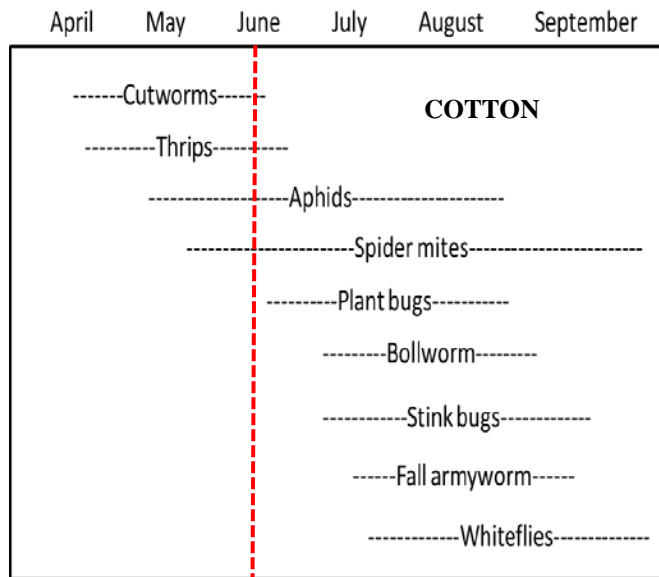 April May June July August September
Cutworms
COTTON
Thrips
Aphids
Spider mites
Plant bugs
Bollworm
Stink bugs
Fall armyworm
Whiteflies